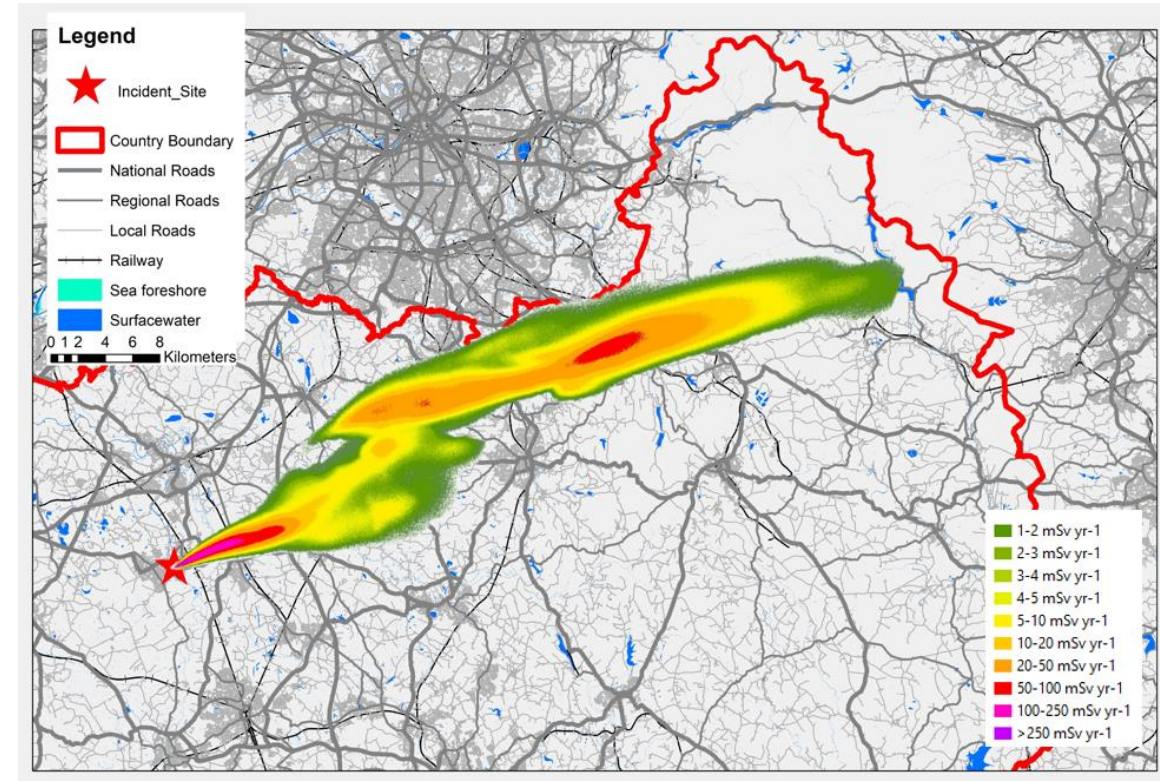 Legend
Incident_Site
Country Boundary
National Roads
Regional Roads
Local Roads
Railway
Sea foreshore
Surfacewater
0 1 2 4 6 8
Kilometers
1-2 mSv yr-1
2-3 mSv yr-1
3-4 mSv yr-1
4-5 mSv yr-1
5-10 mSv yr-1
10-20 mSv yr-1
20-50 mSv yr-1
50-100 mSv yr-1
100-250 mSv yr-1
>250 mSv yr-1